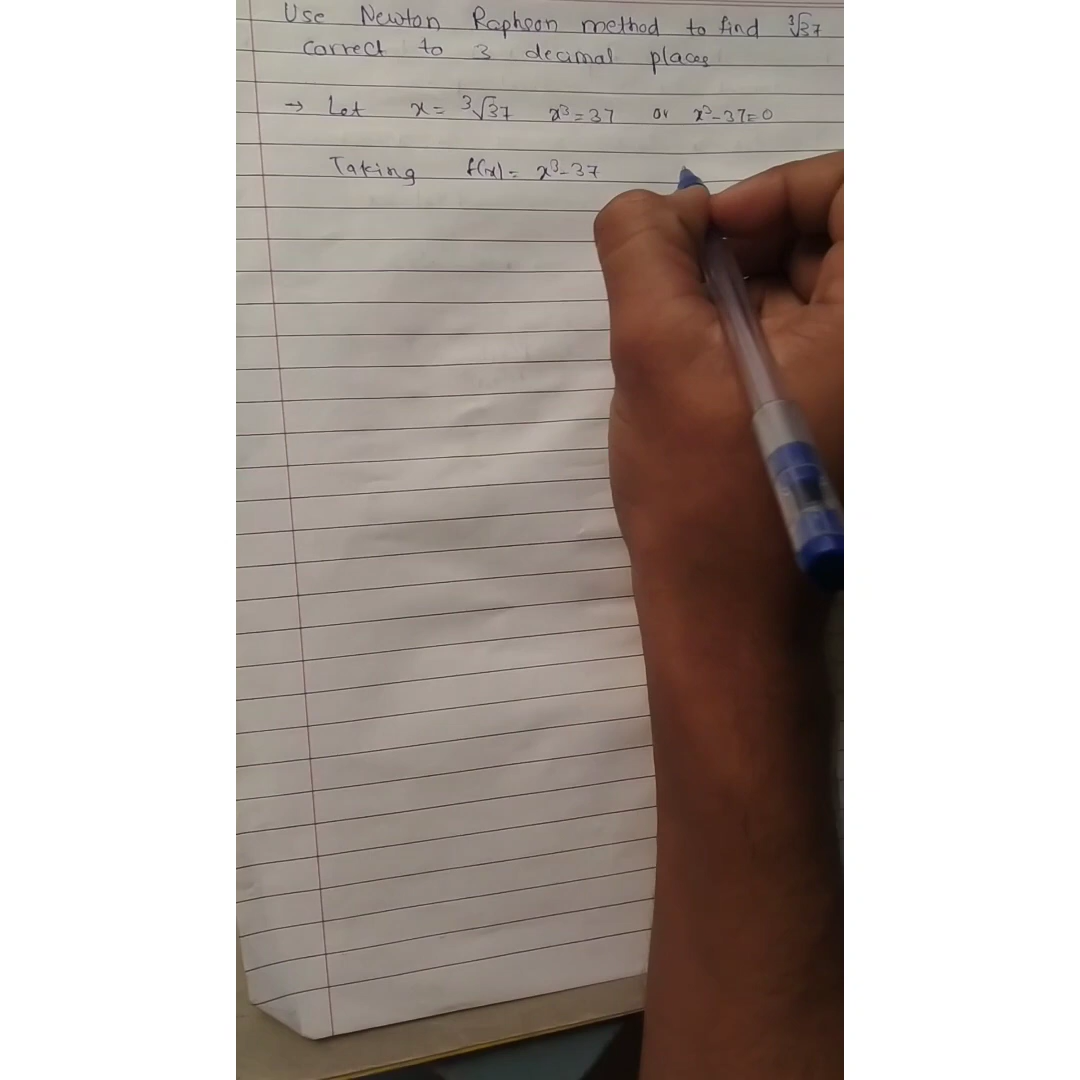 Use Newton Raphson method to find ∛37
correct to 3 decimal places
→ Let x = ∛37 x³ = 37 or x³-37=0
Taking f(x) = x³-37